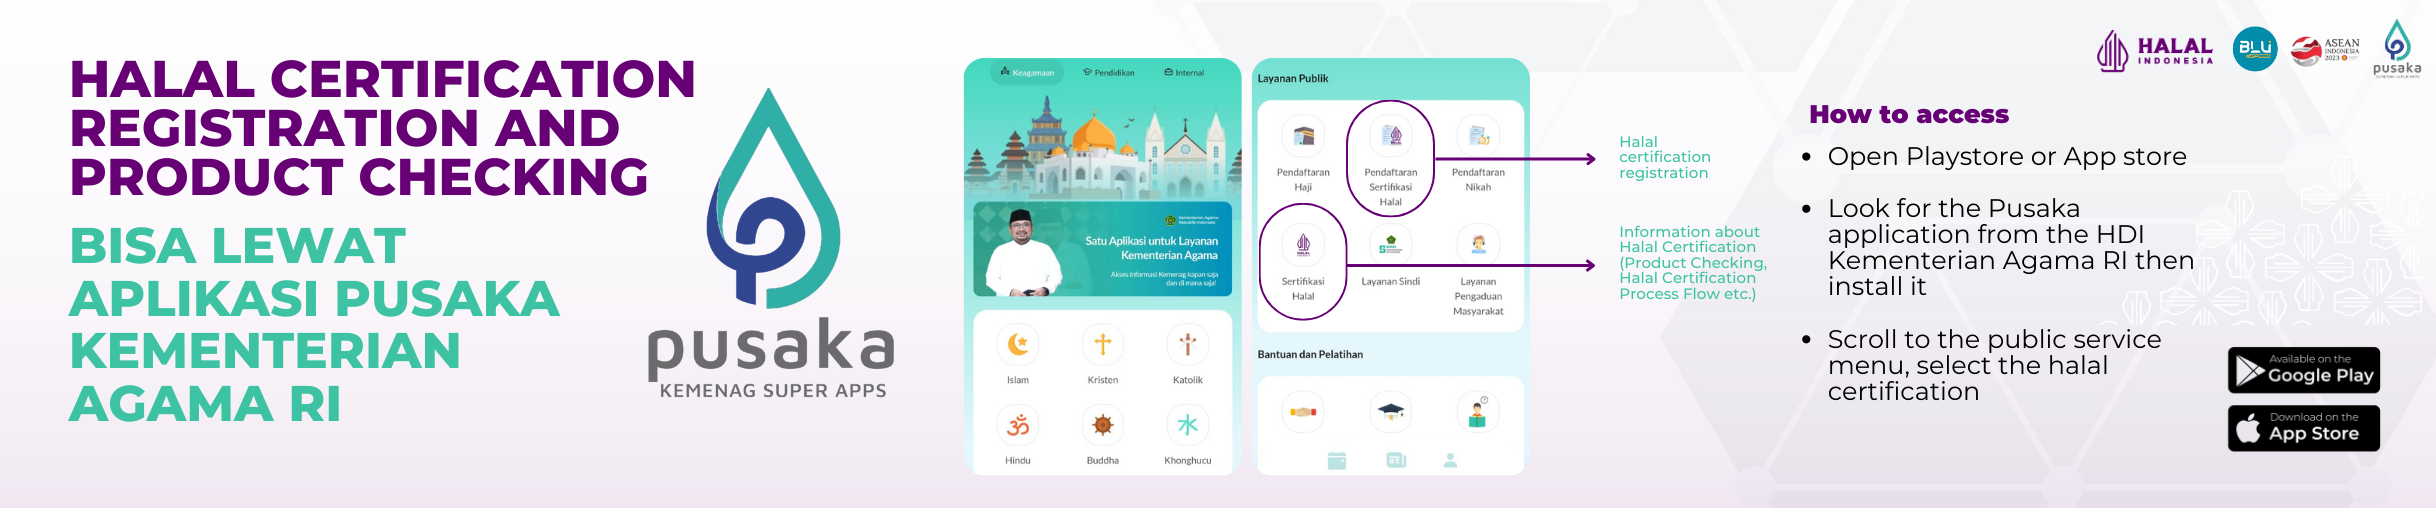 HALAL CERTIFICATION
REGISTRATION AND
PRODUCT CHECKING
BISA LEWAT
APLIKASI PUSAKA
KEMENTERIAN
AGAMA RI
pusaka
KEMENAG SUPER APPS
Keagamaan
Pendidikan
Internal
Kementerian Agama
Republik Indonesia
Satu Aplikasi untuk Layanan
Kementerian Agama
Akses informasi Kemenag kapan saja
dan di mana saja!
Islam
Kristen
Katolik
Hindu
Buddha
Khonghucu
Layanan Publik
Pendaftaran
Haji
Pendaftaran
Sertifikasi
Halal
Pendaftaran
Nikah
Sertifikasi
Halal
Layanan Sindi
Layanan
Pengaduan
Masyarakat
Bantuan dan Pelatihan
Halal
certification
registration
Information about
Halal Certification
(Product Checking,
Halal Certification
Process Flow etc.)
How to access
• Open Playstore or App store
• Look for the Pusaka
application from the HDI
Kementerian Agama RI then
install it
• Scroll to the public service
menu, select the halal
certification
HALAL
INDONESIA
BLU
SPEED
ASEAN
INDONESIA
2023
pusaka
Available on the
Google Play
Download on the
App Store